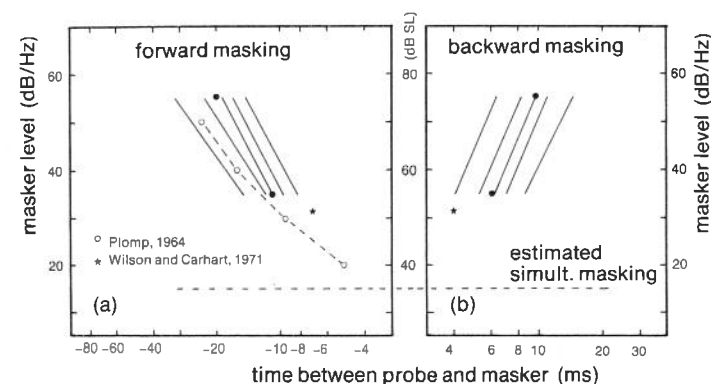 forward masking
backward masking
masker level (dB/Hz)
60
40
20
(dB SL)
80
60
40
masker level (dB/Hz)
60
40
20
○ Plomp, 1964
★ Wilson and Carhart, 1971
estimated
simult. masking
(a)
(b)
-80 -60 -40 -20 -10 -8 -6 -4
4 6 8 10 20 30
time between probe and masker (ms)